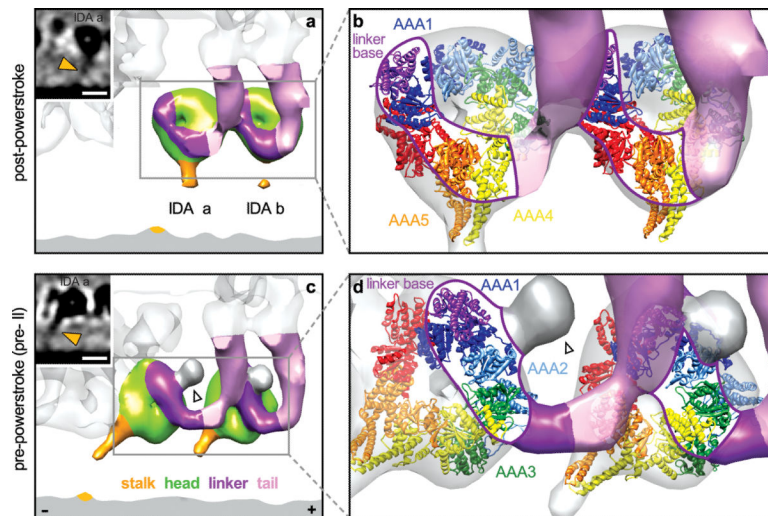 post-powerstroke
IDA a
a
IDA a
IDA b
b
AAA1
linker
base
AAA5
AAA4
pre-powerstroke (pre- II)
IDA a
c
stalk head linker tail
-
+
d
linker base
AAA1
AAA2
AAA3